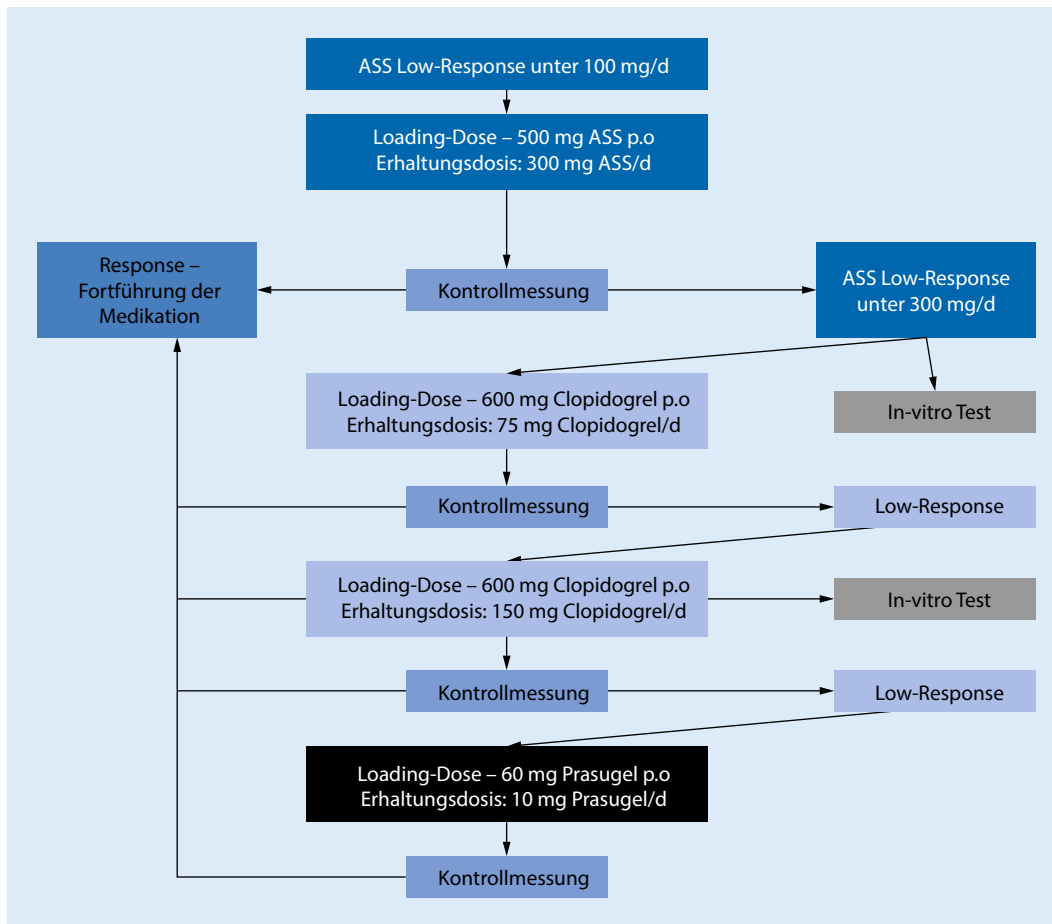 ASS Low-Response unter 100 mg/d
Loading-Dose – 500 mg ASS p.o
Erhaltungsdosis: 300 mg ASS/d
Response –
Fortführung der
Medikation
Kontrollmessung
ASS Low-Response
unter 300 mg/d
Loading-Dose – 600 mg Clopidogrel p.o
Erhaltungsdosis: 75 mg Clopidogrel/d
In-vitro Test
Kontrollmessung
Low-Response
Loading-Dose – 600 mg Clopidogrel p.o
Erhaltungsdosis: 150 mg Clopidogrel/d
In-vitro Test
Kontrollmessung
Low-Response
Loading-Dose – 60 mg Prasugel p.o
Erhaltungsdosis: 10 mg Prasugel/d
Kontrollmessung